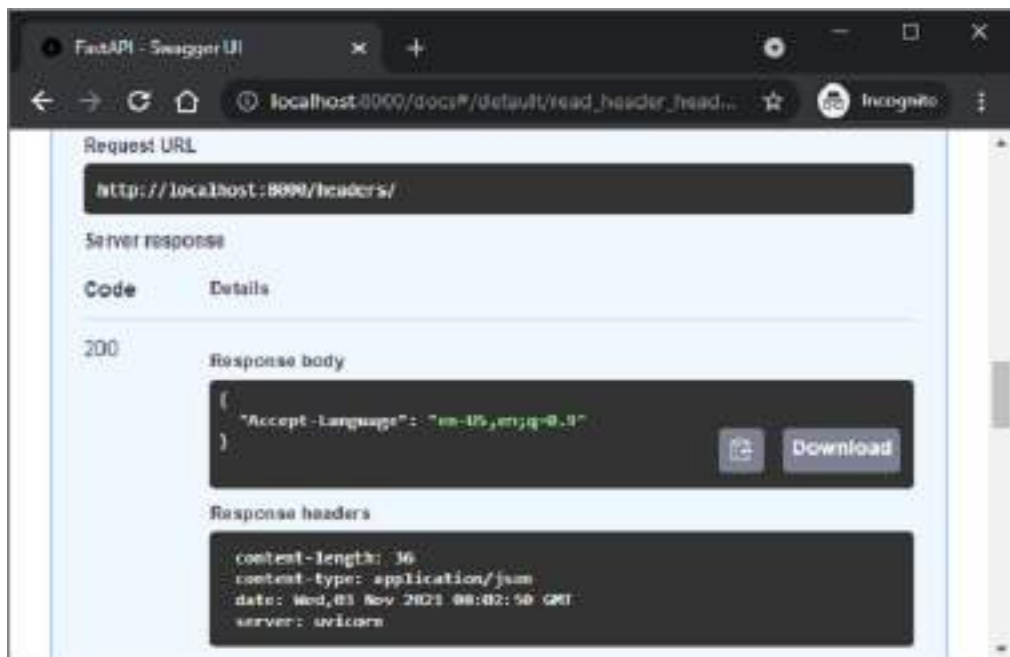 FastAPI - Swagger UI
localhost:8000/docs#/default/read_header_head...
Incognito
Request URL
http://localhost:8000/headers/
Server response
Code Details
200
Response body
{
"Accept-Language": "en-US,en;q=0.9"
}
Download
Response headers
content-length: 36
content-type: application/json
date: Wed,03 Nov 2021 08:02:50 GMT
server: uvicorn